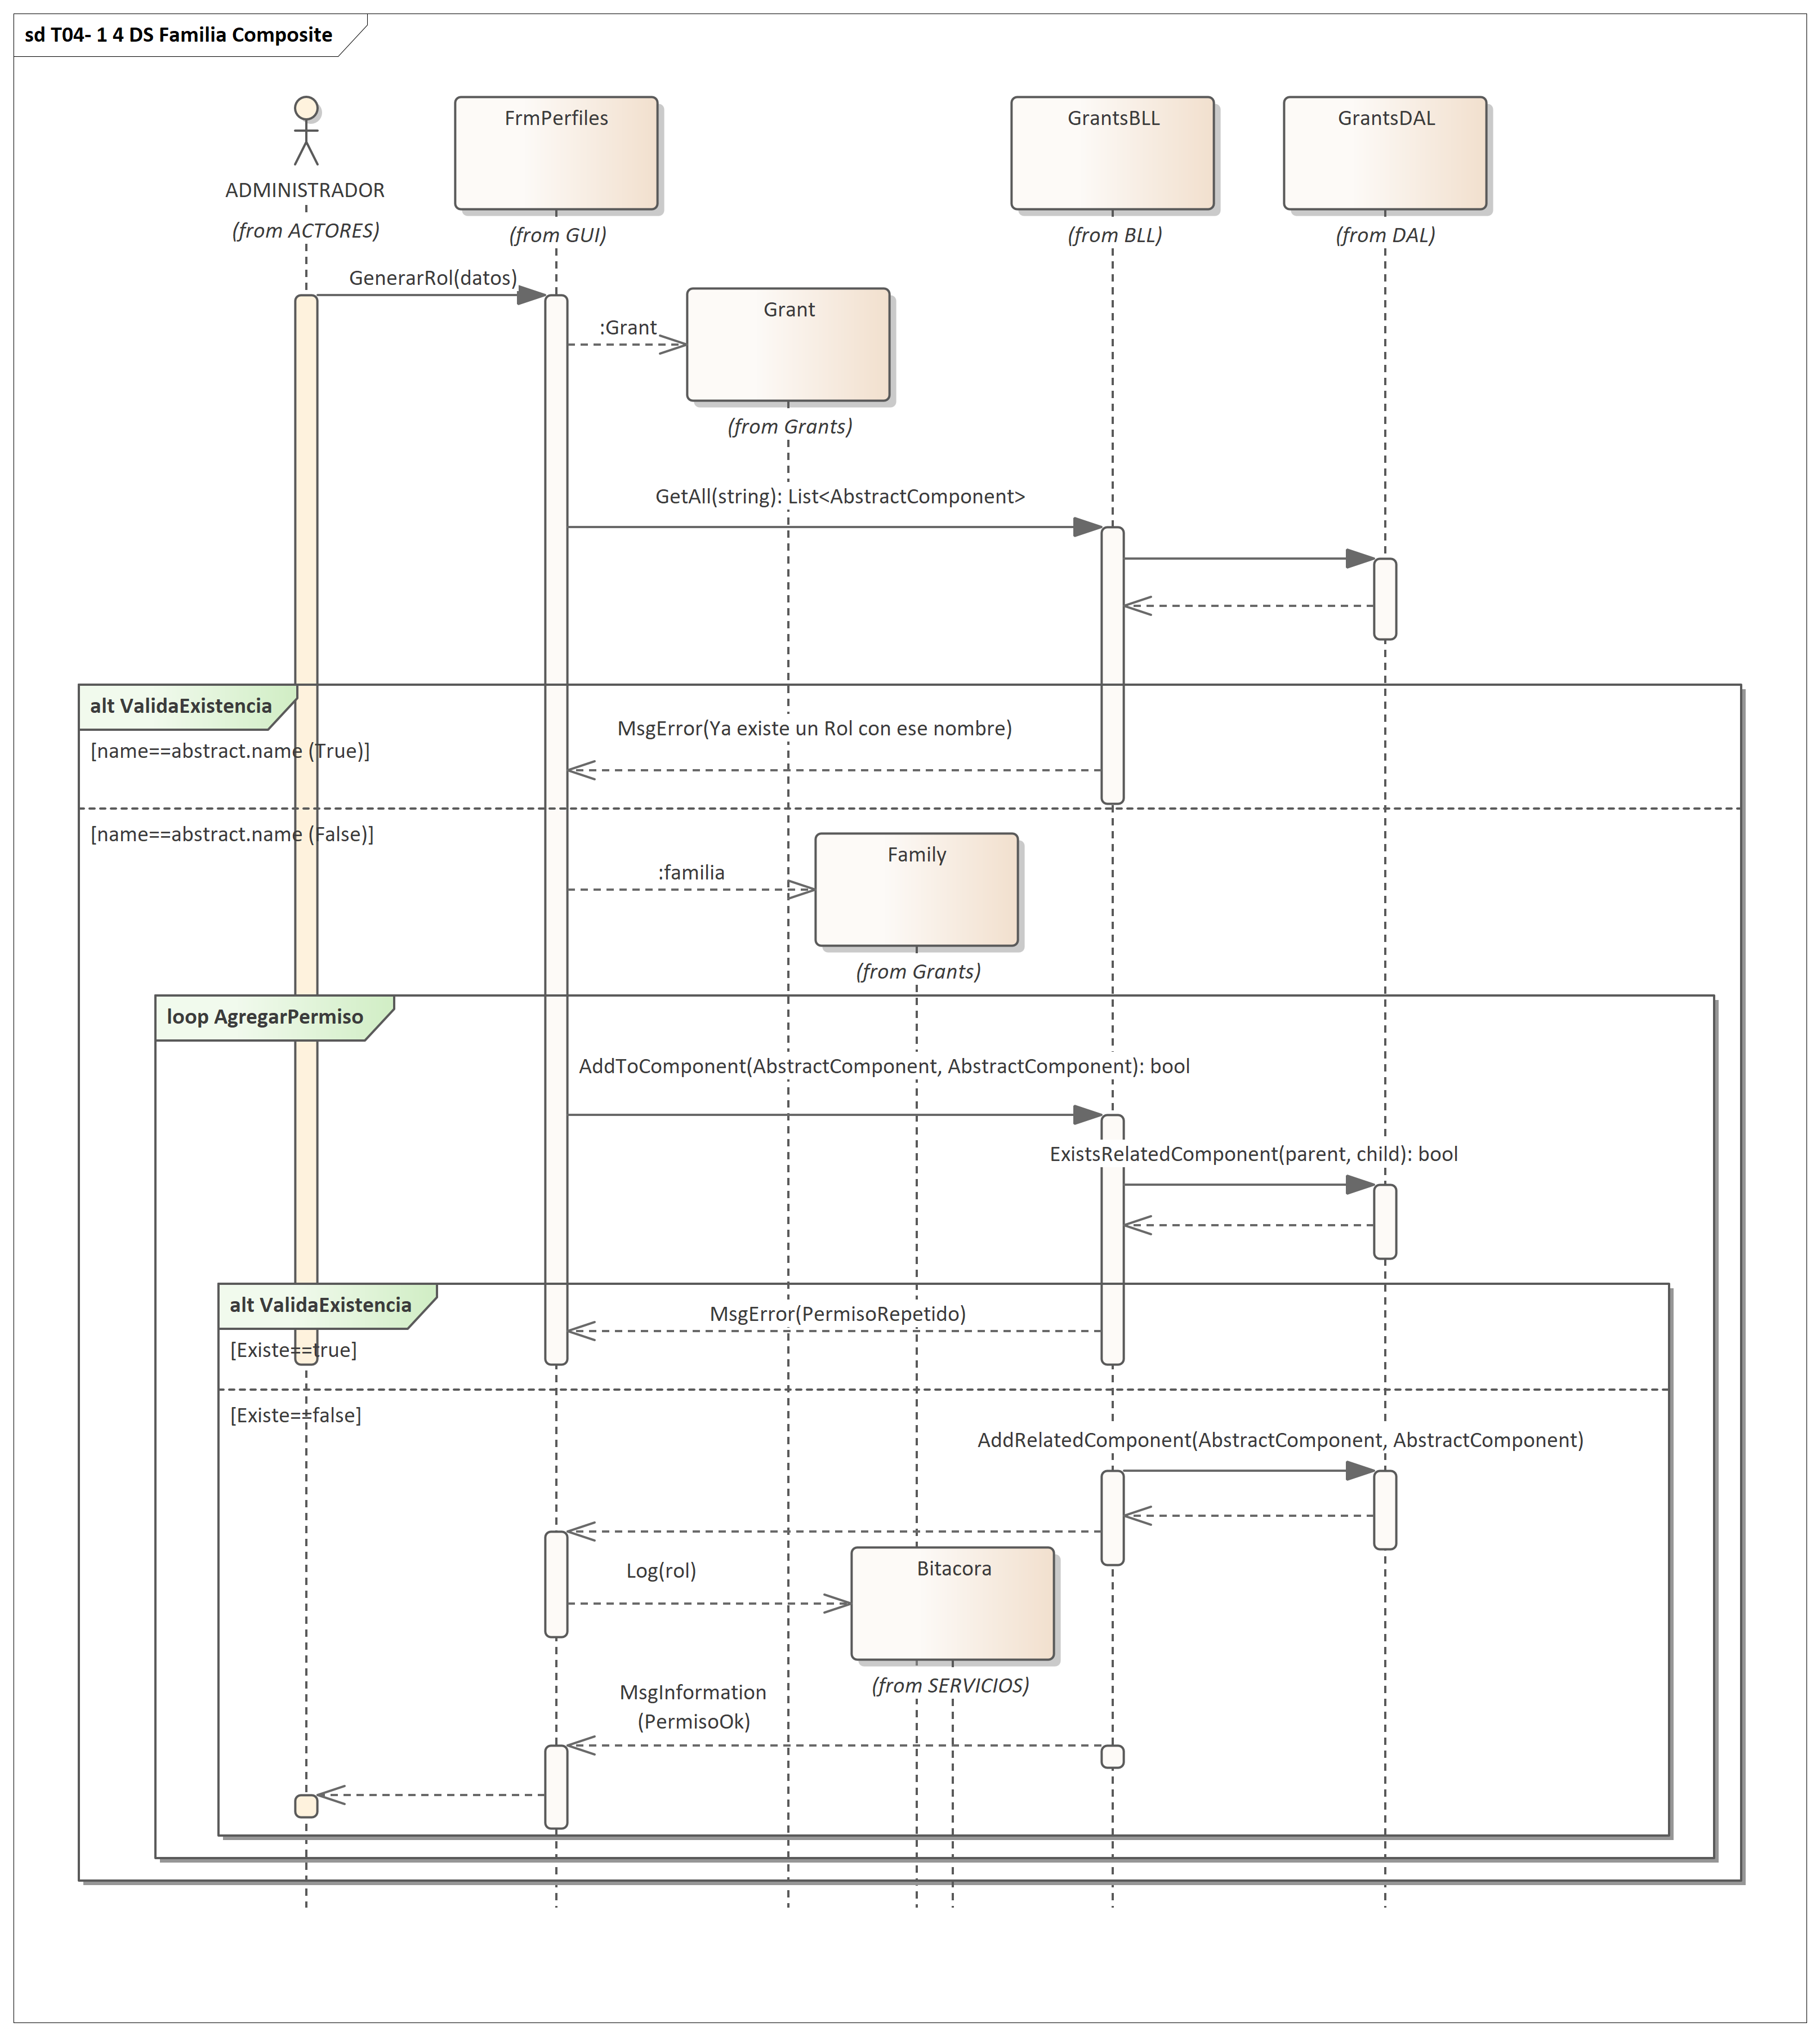 sd T04- 1 4 DS Familia Composite
FrmPerfiles
GrantsBLL
GrantsDAL
ADMINISTRADOR
(from ACTORES)
(from GUI)
(from BLL)
(from DAL)
GenerarRol(datos)
Grant
:Grant
(from Grants)
GetAll(string): List<AbstractComponent>
alt ValidaExistencia
MsgError(Ya existe un Rol con ese nombre)
[name==abstract.name (True)]
[name==abstract.name (False)]
Family
:familia
(from Grants)
loop AgregarPermiso
AddToComponent(AbstractComponent, AbstractComponent): bool
ExistsRelatedComponent(parent, child): bool
alt ValidaExistencia
MsgError(PermisoRepetido)
[Existe==true]
[Existe==false]
AddRelatedComponent(AbstractComponent, AbstractComponent)
Bitacora
Log(rol)
(from SERVICIOS)
MsgInformation
(PermisoOk)